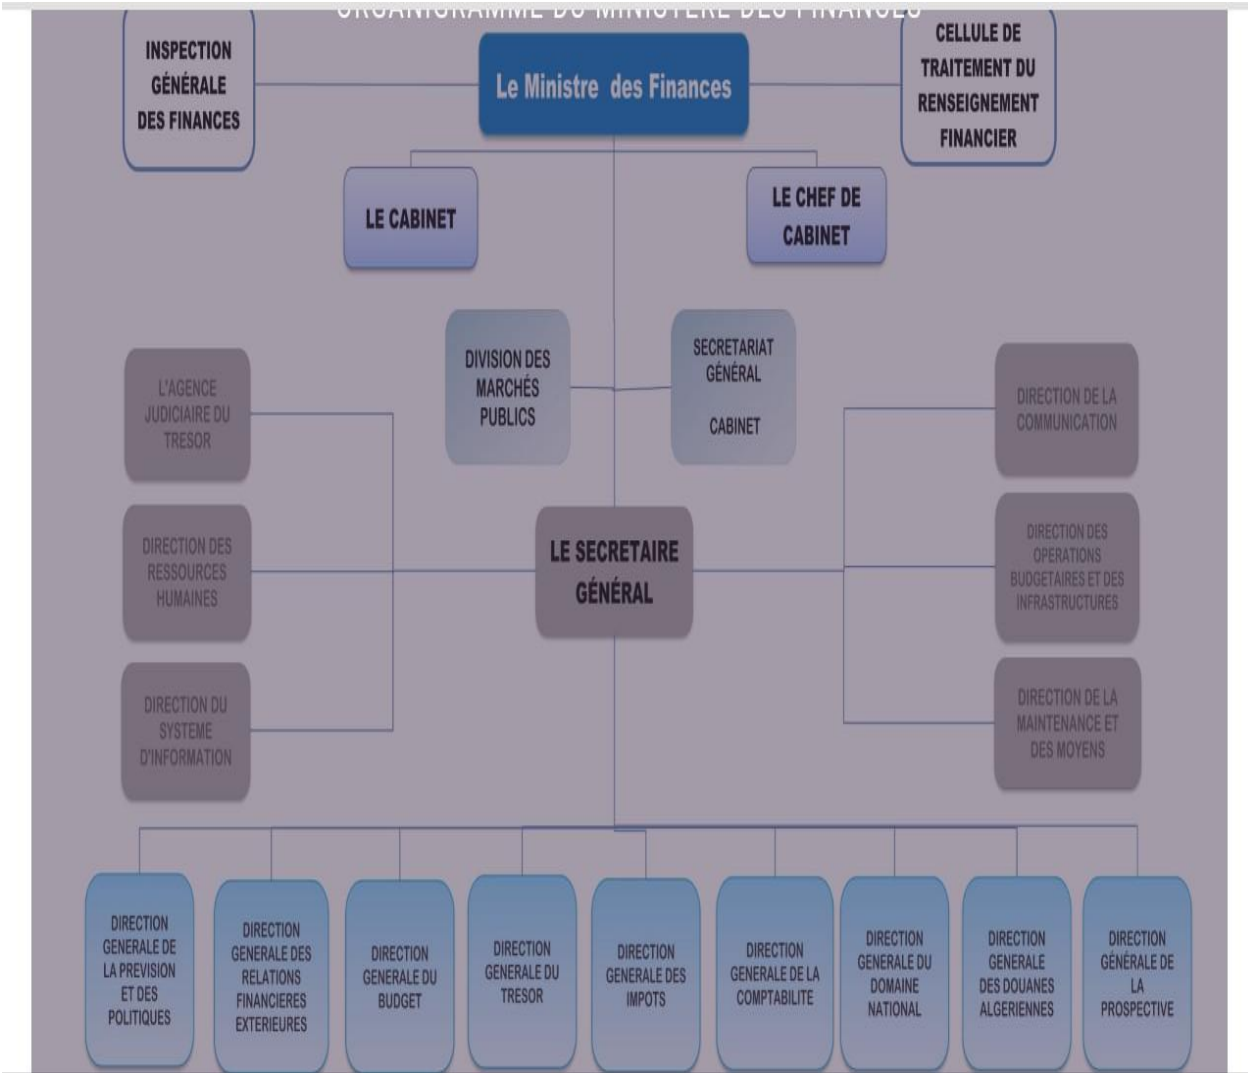 ORGANIGRAMME DU MINISTÈRE DES FINANCES
INSPECTION
GÉNÉRALE
DES FINANCES
Le Ministre des Finances
CELLULE DE
TRAITEMENT DU
RENSEIGNEMENT
FINANCIER
LE CABINET
LE CHEF DE
CABINET
DIVISION DES
MARCHÉS
PUBLICS
SECRETARIAT
GÉNÉRAL
CABINET
L'AGENCE
JUDICIAIRE DU
TRESOR
DIRECTION DE LA
COMMUNICATION
DIRECTION DES
RESSOURCES
HUMAINES
LE SECRETAIRE
GÉNÉRAL
DIRECTION DES
OPERATIONS
BUDGETAIRES ET DES
INFRASTRUCTURES
DIRECTION DU
SYSTEME
D'INFORMATION
DIRECTION DE LA
MAINTENANCE ET
DES MOYENS
DIRECTION
GENERALE DE
LA PREVISION
ET DES
POLITIQUES
DIRECTION
GENERALE DES
RELATIONS
FINANCIERES
EXTERIEURES
DIRECTION
GENERALE DU
BUDGET
DIRECTION
GENERALE DU
TRESOR
DIRECTION
GENERALE DES
IMPOTS
DIRECTION
GENERALE DE LA
COMPTABILITE
DIRECTION
GENERALE DU
DOMAINE
NATIONAL
DIRECTION
GENERALE
DES DOUANES
ALGERIENNES
DIRECTION
GÉNÉRALE DE
LA
PROSPECTIVE